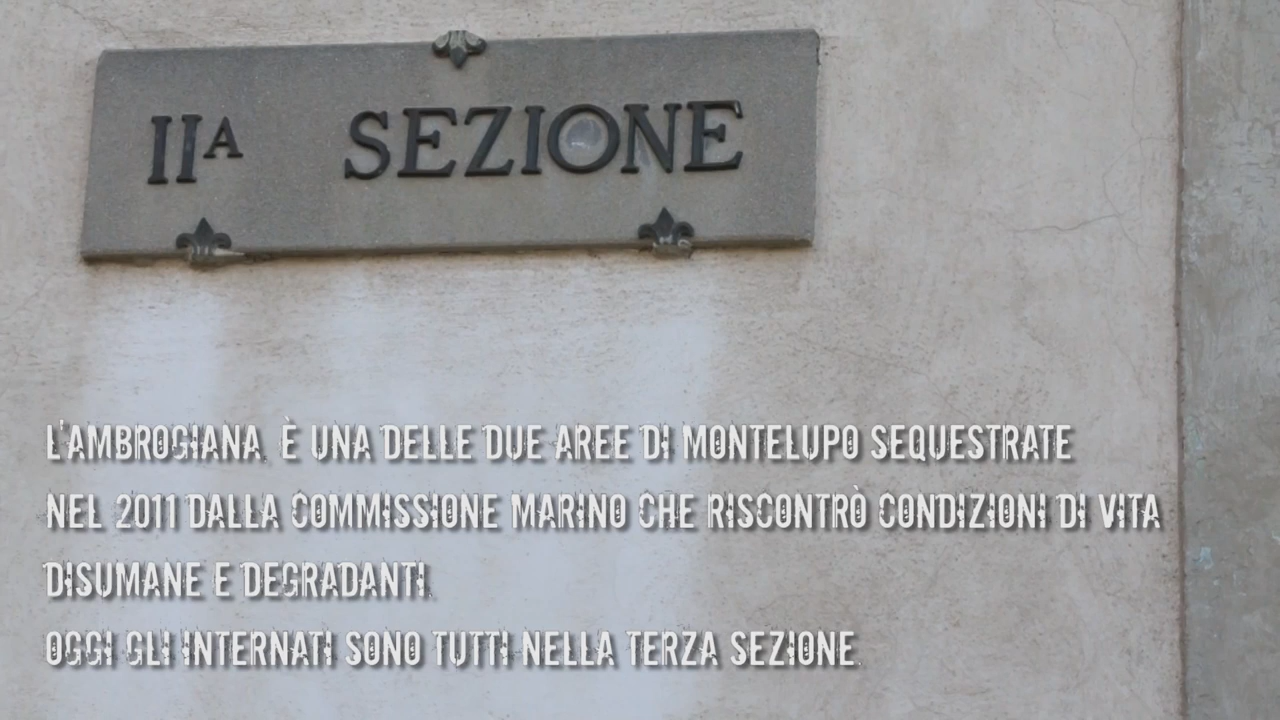 IIA SEZIONE
L'AMBROGIANA. È UNA DELLE DUE AREE DI MONTELUPO SEQUESTRATE
NEL 2011 DALLA COMMISSIONE MARINO CHE RISCONTRÒ CONDIZIONI DI VITA
DISUMANE E DEGRADANTI.
OGGI GLI INTERNATI SONO TUTTI NELLA TERZA SEZIONE.